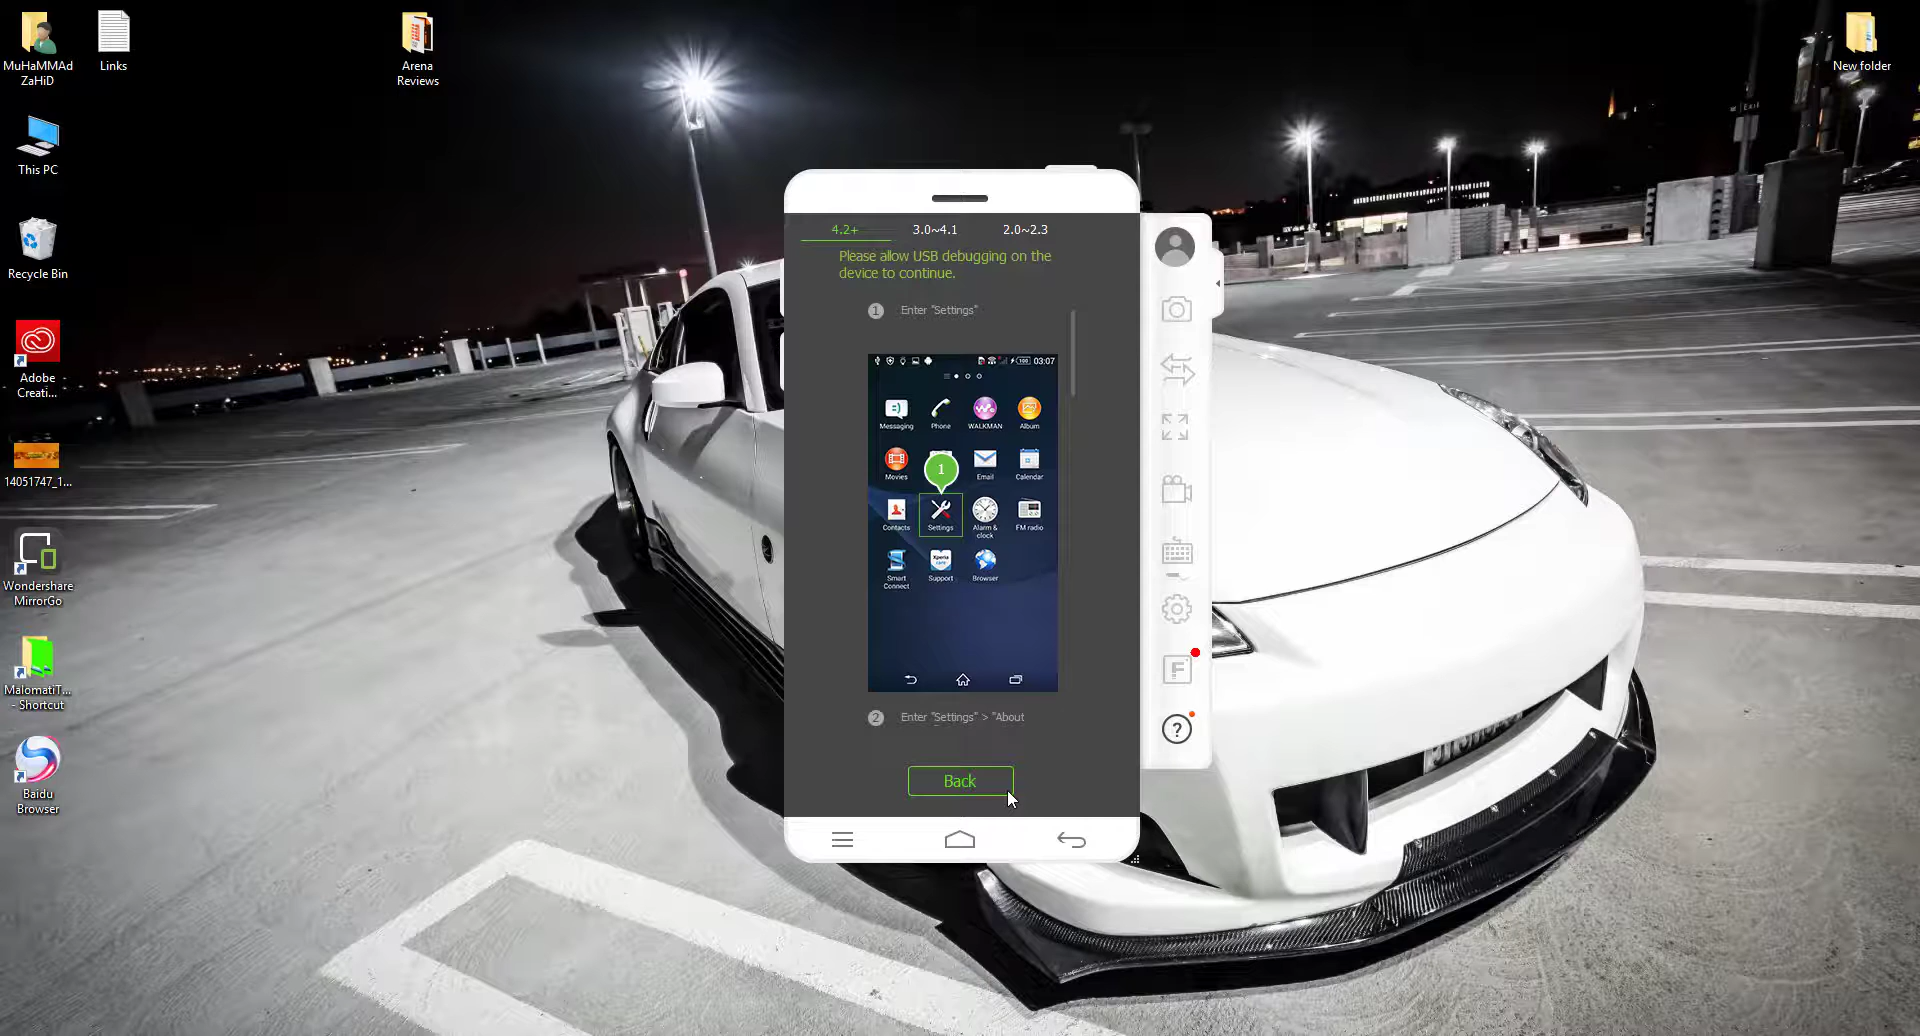 MuHaMMAd
ZaHiD
Links
Arena
Reviews
New folder
This PC
Recycle Bin
Adobe
Creati...
14051747_1...
Wondershare
MirrorGo
MalomatiT...
- Shortcut
Baidu
Browser
4.2+
3.0~4.1
2.0~2.3
Please allow USB debugging on the
device to continue.
1 Enter "Settings"
100 03:07
Messaging
Phone
WALKMAN
Album
Movies
1
Email
Calendar
Contacts
Settings
Alarm &
clock
FM radio
Smart
Connect
Xperia
care
Support
Browser
2 Enter "Settings" > "About
Back
F
?